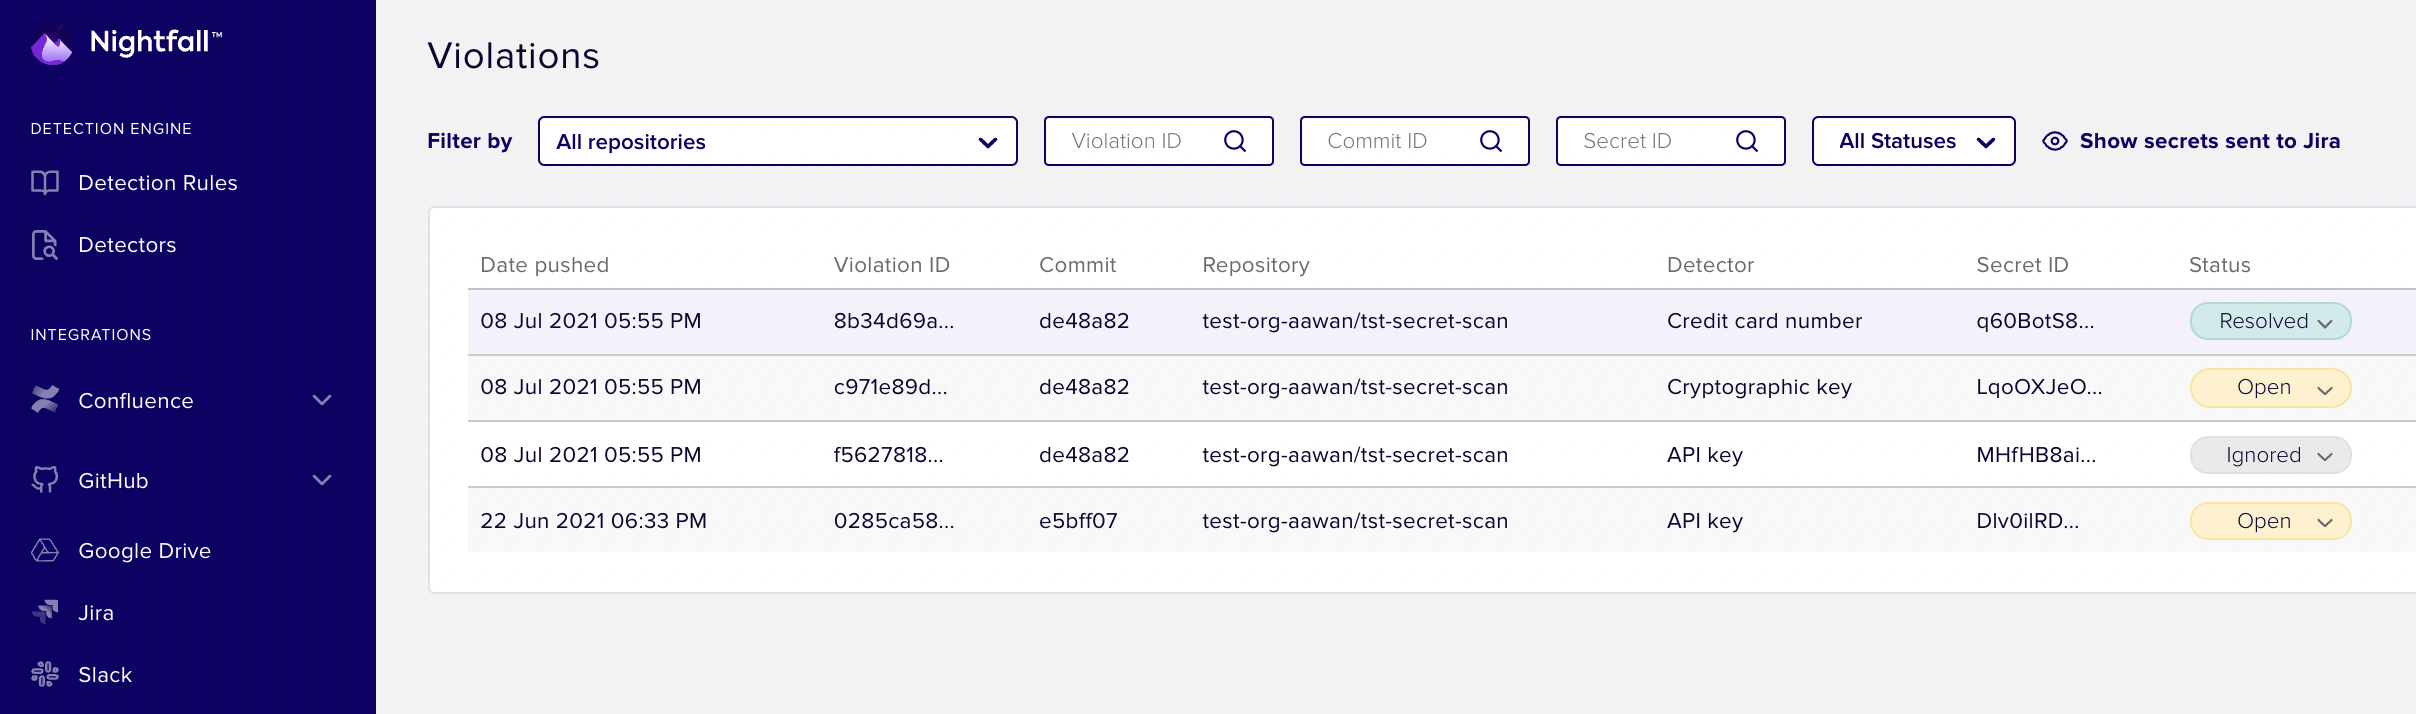 Nightfall™
DETECTION ENGINE
Detection Rules
Detectors
INTEGRATIONS
Confluence
GitHub
Google Drive
Jira
Slack
Violations
Filter by All repositories Violation ID Commit ID Secret ID All Statuses Show secrets sent to Jira
Date pushed Violation ID Commit Repository Detector Secret ID Status
08 Jul 2021 05:55 PM 8b34d69a... de48a82 test-org-aawan/tst-secret-scan Credit card number q60BotS8... Resolved
08 Jul 2021 05:55 PM c971e89d... de48a82 test-org-aawan/tst-secret-scan Cryptographic key LqoOXJeO... Open
08 Jul 2021 05:55 PM f5627818... de48a82 test-org-aawan/tst-secret-scan API key MHfHB8ai... Ignored
22 Jun 2021 06:33 PM 0285ca58... e5bff07 test-org-aawan/tst-secret-scan API key DIv0ilRD... Open